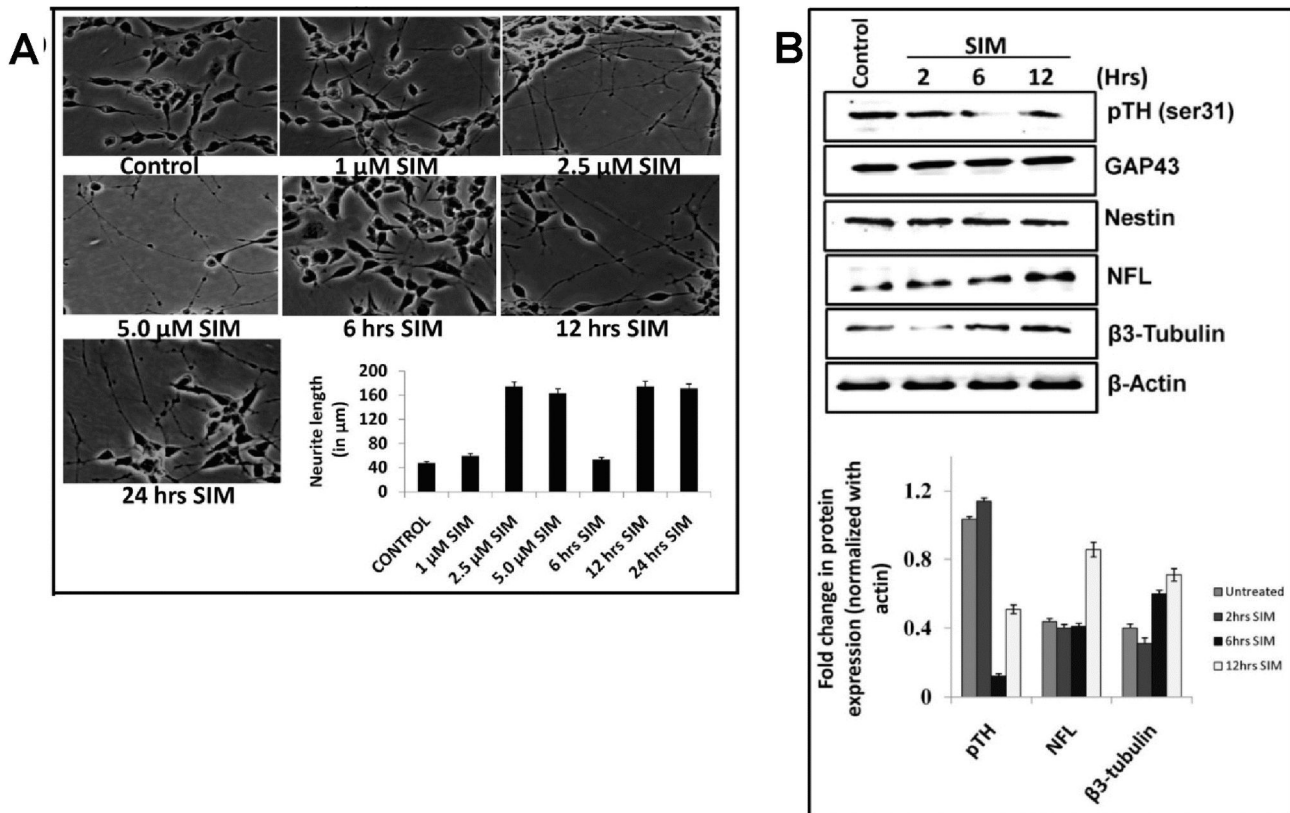 A
Control
1 μM SIM
2.5 μM SIM
5.0 μM SIM
6 hrs SIM
12 hrs SIM
24 hrs SIM
Neurite length
(in μm)
200
160
120
80
40
0
CONTROL
1 μM SIM
2.5 μM SIM
5.0 μM SIM
6 hrs SIM
12 hrs SIM
24 hrs SIM
B
Control
SIM
2 6 12 (Hrs)
pTH (ser31)
GAP43
Nestin
NFL
β3-Tubulin
β-Actin
Fold change in protein
expression (normalized with
actin)
1.2
0.8
0.4
0
pTH
NFL
β3-tubulin
Untreated
2hrs SIM
6hrs SIM
12hrs SIM